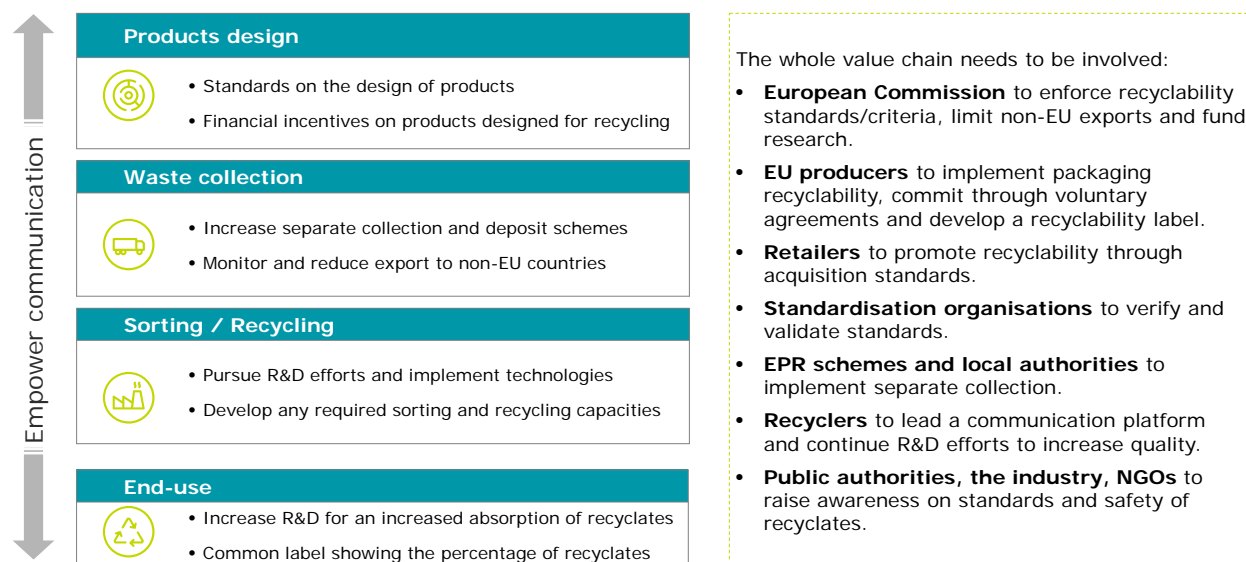 Empower communication
Products design
• Standards on the design of products
• Financial incentives on products designed for recycling
Waste collection
• Increase separate collection and deposit schemes
• Monitor and reduce export to non-EU countries
Sorting / Recycling
• Pursue R&D efforts and implement technologies
• Develop any required sorting and recycling capacities
End-use
• Increase R&D for an increased absorption of recyclates
• Common label showing the percentage of recyclates
The whole value chain needs to be involved:
• European Commission to enforce recyclability
standards/criteria, limit non-EU exports and fund
research.
• EU producers to implement packaging
recyclability, commit through voluntary
agreements and develop a recyclability label.
• Retailers to promote recyclability through
acquisition standards.
• Standardisation organisations to verify and
validate standards.
• EPR schemes and local authorities to
implement separate collection.
• Recyclers to lead a communication platform
and continue R&D efforts to increase quality.
• Public authorities, the industry, NGOs to
raise awareness on standards and safety of
recyclates.